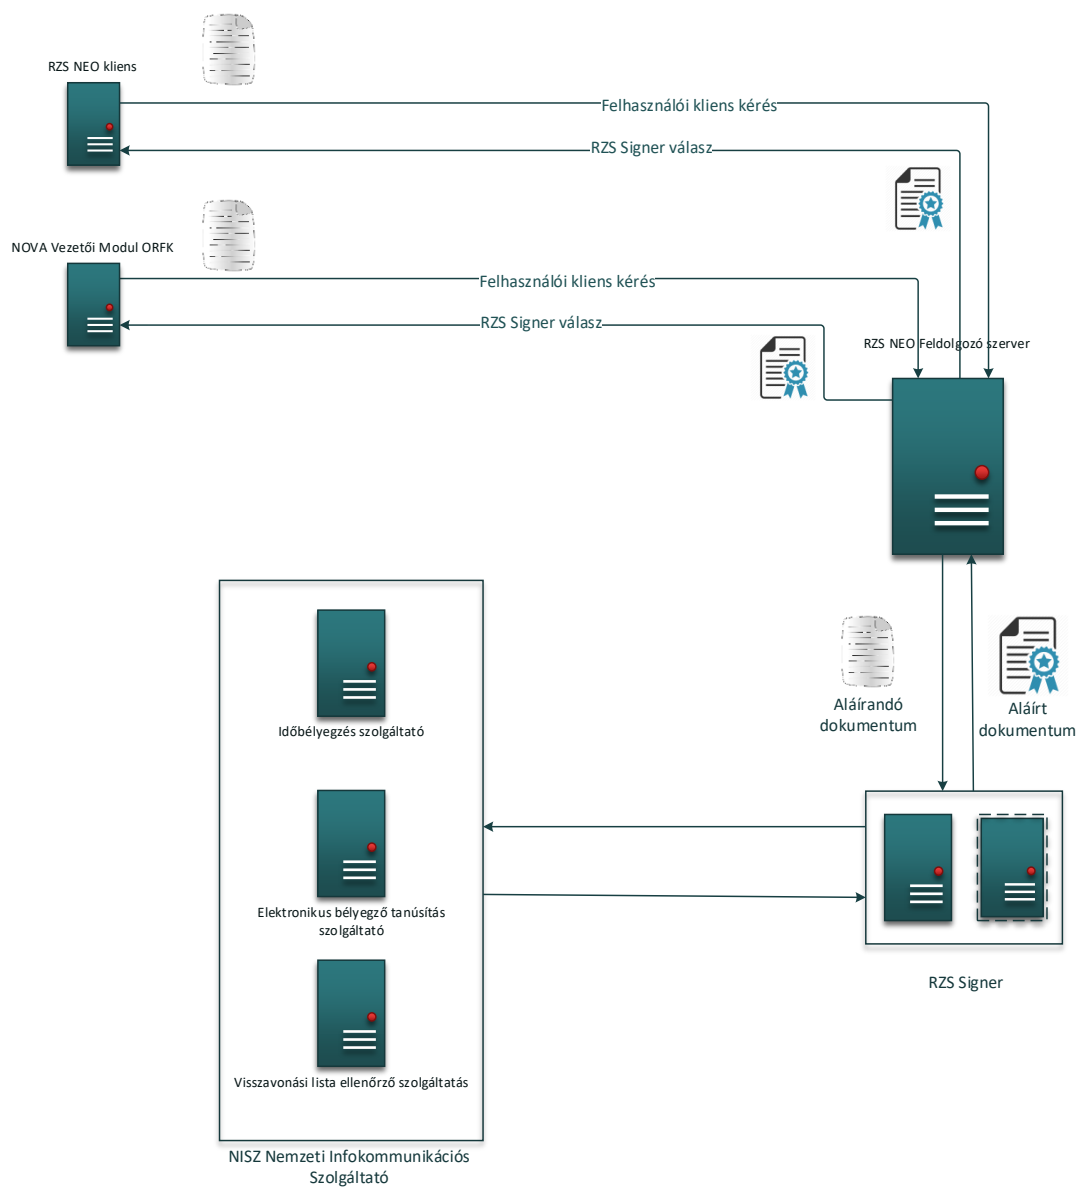 RZS NEO kliens
Felhasználói kliens kérés
RZS Signer válasz
NOVA Vezetői Modul ORFK
Felhasználói kliens kérés
RZS Signer válasz
RZS NEO Feldolgozó szerver
Aláírandó
dokumentum
Aláírt
dokumentum
Időbélyegzés szolgáltató
Elektronikus bélyegző tanúsítás
szolgáltató
RZS Signer
Visszavonási lista ellenőrző szolgáltatás
NISZ Nemzeti Infokommunikációs
Szolgáltató